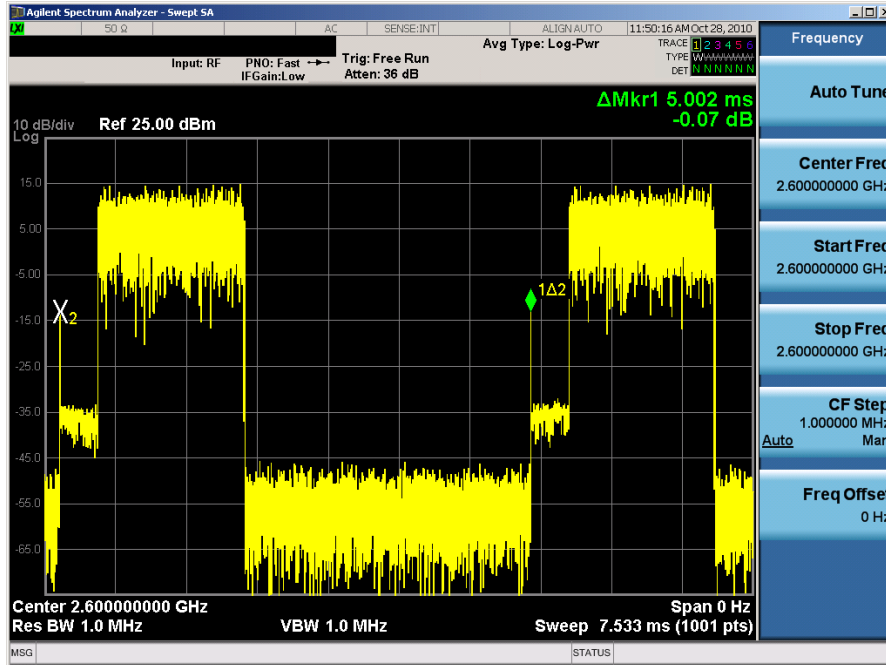 Agilent Spectrum Analyzer - Swept SA
LXI 50 Ω AC SENSE:INT ALIGN AUTO 11:50:16 AM Oct 28, 2010
Avg Type: Log-Pwr
TRACE 1 2 3 4 5 6
TYPE W
DET N N N N N N
Input: RF PNO: Fast Trig: Free Run
IFGain:Low Atten: 36 dB
ΔMkr1 5.002 ms
-0.07 dB
10 dB/div Ref 25.00 dBm
Log
15.0
5.00
-5.00
-15.0
-25.0
-35.0
-45.0
-55.0
-65.0
X2
1Δ2
Center 2.600000000 GHz Span 0 Hz
Res BW 1.0 MHz VBW 1.0 MHz Sweep 7.533 ms (1001 pts)
MSG STATUS
Frequency
Auto Tune
Center Freq
2.600000000 GHz
Start Freq
2.600000000 GHz
Stop Freq
2.600000000 GHz
CF Step
1.000000 MHz
Auto Man
Freq Offset
0 Hz